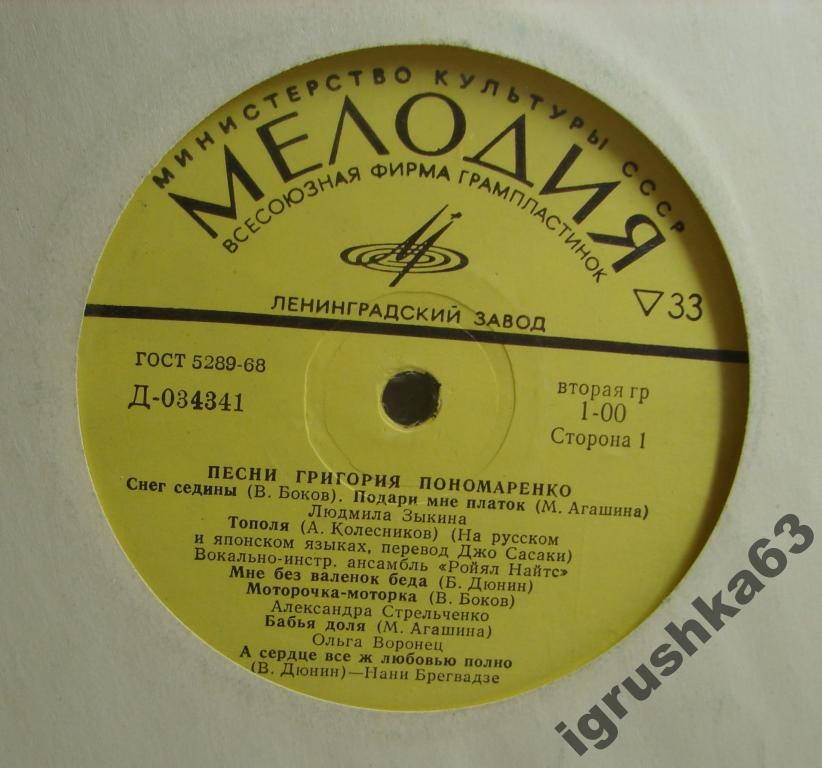 МИНИСТЕРСТВО КУЛЬТУРЫ СССР
МЕЛОДИЯ
ВСЕСОЮЗНАЯ ФИРМА ГРАМПЛАСТИНОК
ЛЕНИНГРАДСКИЙ ЗАВОД
33
ГОСТ 5289-68
Д-034341
вторая гр
1-00
Сторона 1
ПЕСНИ ГРИГОРИЯ ПОНОМАРЕНКО
Снег седины (В. Боков). Подари мне платок (М. Агашина)
Людмила Зыкина
Тополя (А. Колесников) (На русском
и японском языках, перевод Джо Сасаки)
Вокально-инстр. ансамбль «Ройял Найтс»
Мне без валенок беда (Б. Дюнин)
Моторочка-моторка (В. Боков)
Александра Стрельченко
Бабья доля (М. Агашина)
Ольга Воронец
А сердце все ж любовью полно
(В. Дюнин)—Нани Брегвадзе
igrushka63